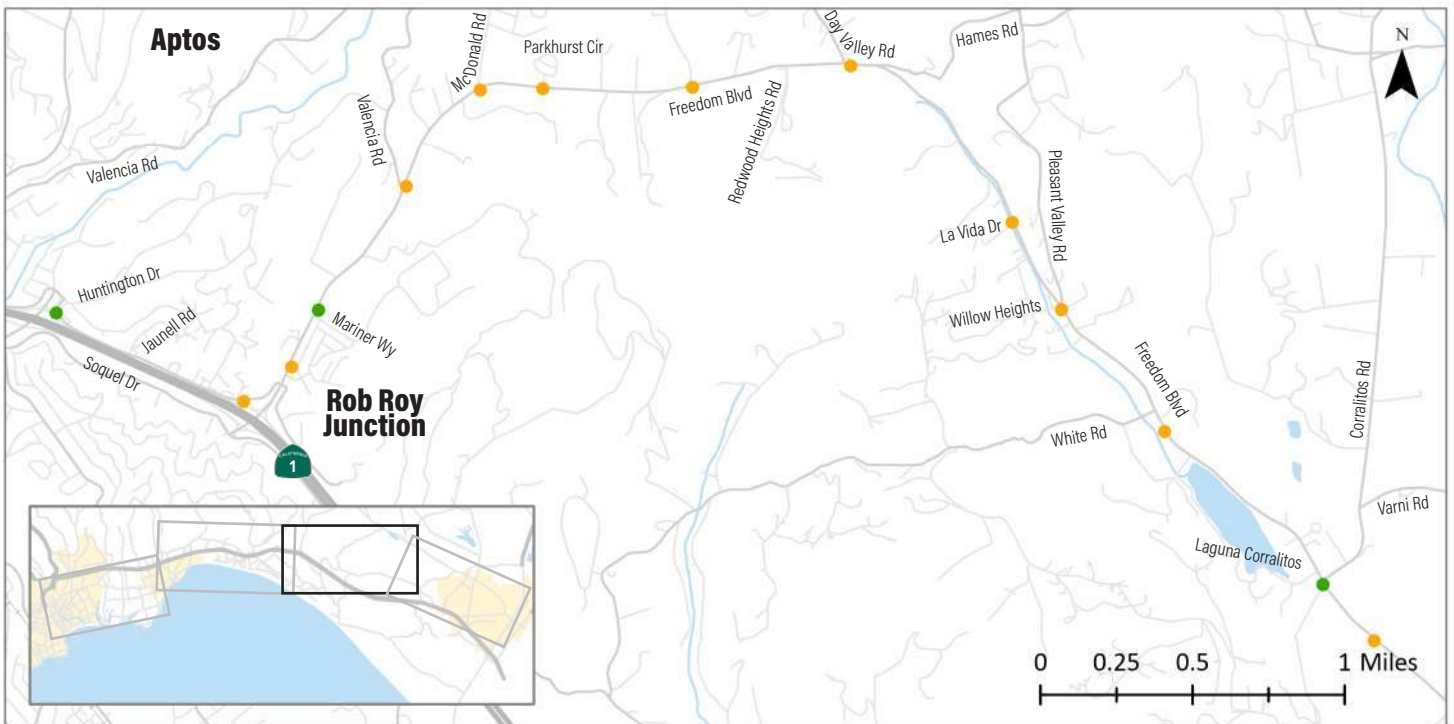 Aptos
McDonald Rd
Parkhurst Cir
Day Valley Rd
Hames Rd
N
Valencia Rd
Freedom Blvd
Redwood Heights Rd
Valencia Rd
Pleasant Valley Rd
La Vida Dr
Huntington Dr
Jaunell Rd
Mariner Wy
Willow Heights
Soquel Dr
Freedom Blvd
Corralitos Rd
Rob Roy
Junction
White Rd
1
Varni Rd
Laguna Corralitos
0 0.25 0.5 1 Miles